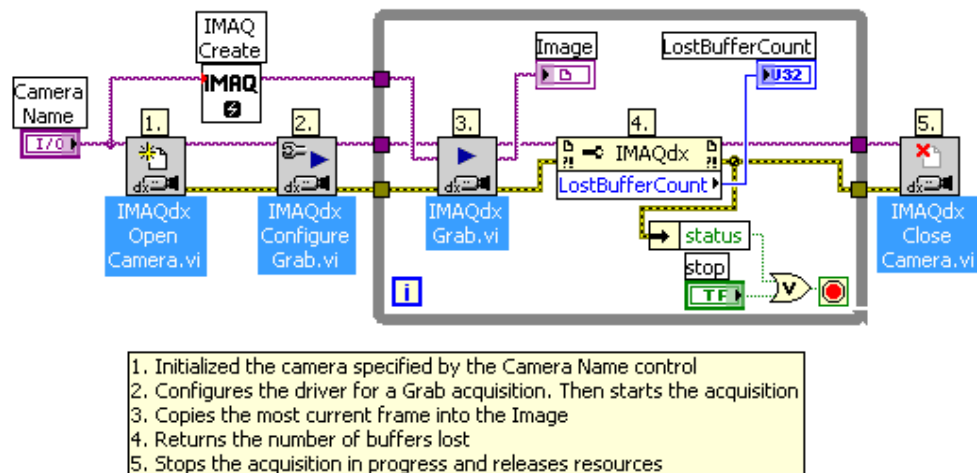 IMAQ
Create
Image
LostBufferCount
IMAQ
U32
Camera
Name
I/O
1.
2.
3.
4.
5.
dx
dx
dx
IMAQdx
dx
LostBufferCount
IMAQdx
Open
Camera.vi
IMAQdx
Configure
Grab.vi
IMAQdx
Grab.vi
IMAQdx
Close
Camera.vi
status
stop
TF
V
i
1. Initialized the camera specified by the Camera Name control
2. Configures the driver for a Grab acquisition. Then starts the acquisition
3. Copies the most current frame into the Image
4. Returns the number of buffers lost
5. Stops the acquisition in progress and releases resources